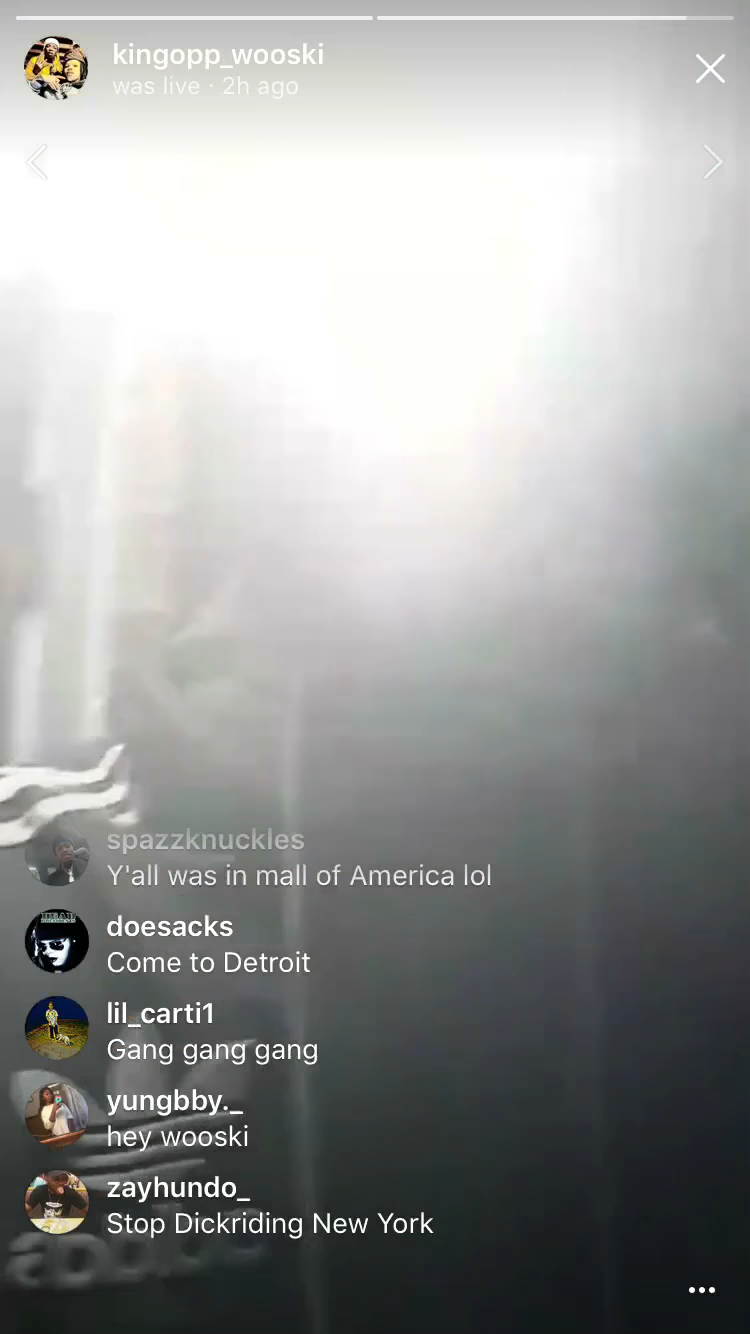 kingopp_wooski
was live · 2h ago
spazzknuckles
Y'all was in mall of America lol
doesacks
Come to Detroit
lil_carti1
Gang gang gang
yungbby._
hey wooski
zayhundo_
Stop Dickriding New York
adidas